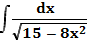 ∫ dx / √(15 − 8x²)